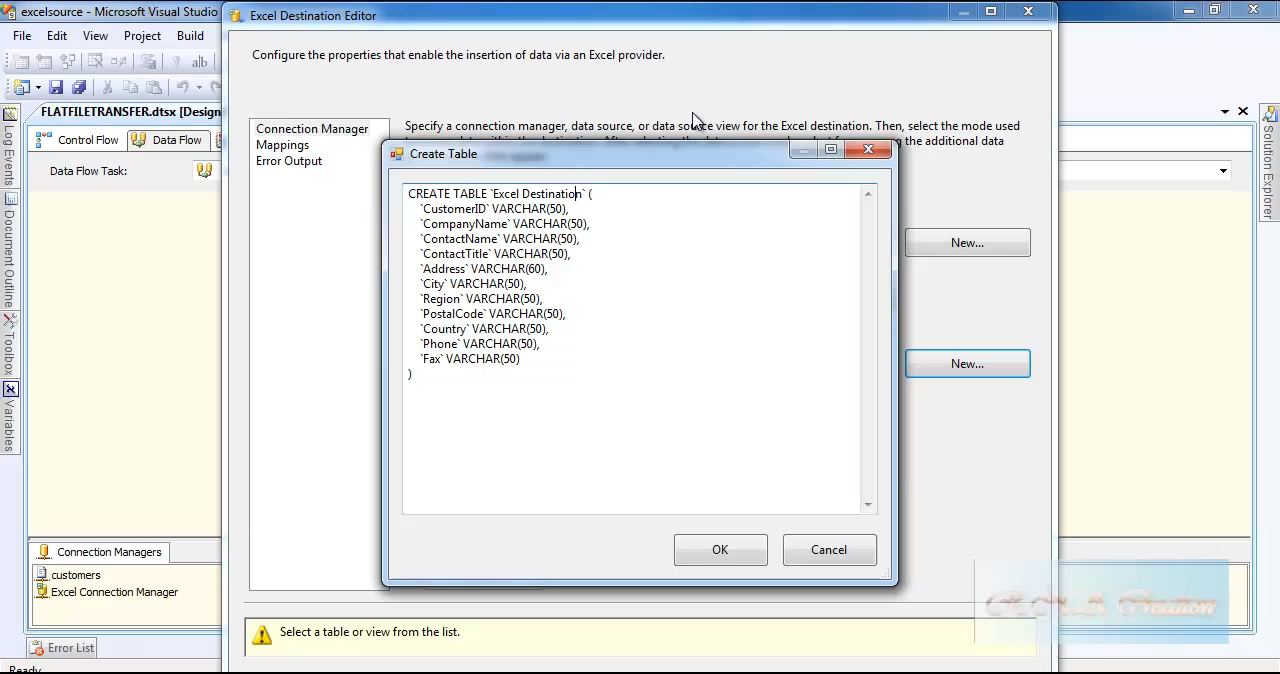 excelsource - Microsoft Visual Studio
Excel Destination Editor
File Edit View Project Build
Configure the properties that enable the insertion of data via an Excel provider.
FLATFILETRANSFER.dtsx [Design
Control Flow
Data Flow
Data Flow Task:
Log Events
Document Outline
Toolbox
Variables
Solution Explorer
Connection Manager
Mappings
Error Output
Specify a connection manager, data source, or data source view for the Excel destination. Then, select the mode used
the additional data
Create Table
CREATE TABLE `Excel Destination` (
`CustomerID` VARCHAR(50),
`CompanyName` VARCHAR(50),
`ContactName` VARCHAR(50),
`ContactTitle` VARCHAR(50),
`Address` VARCHAR(60),
`City` VARCHAR(50),
`Region` VARCHAR(50),
`PostalCode` VARCHAR(50),
`Country` VARCHAR(50),
`Phone` VARCHAR(50),
`Fax` VARCHAR(50)
)
New...
New...
OK
Cancel
Connection Managers
customers
Excel Connection Manager
Select a table or view from the list.
Error List
Ready